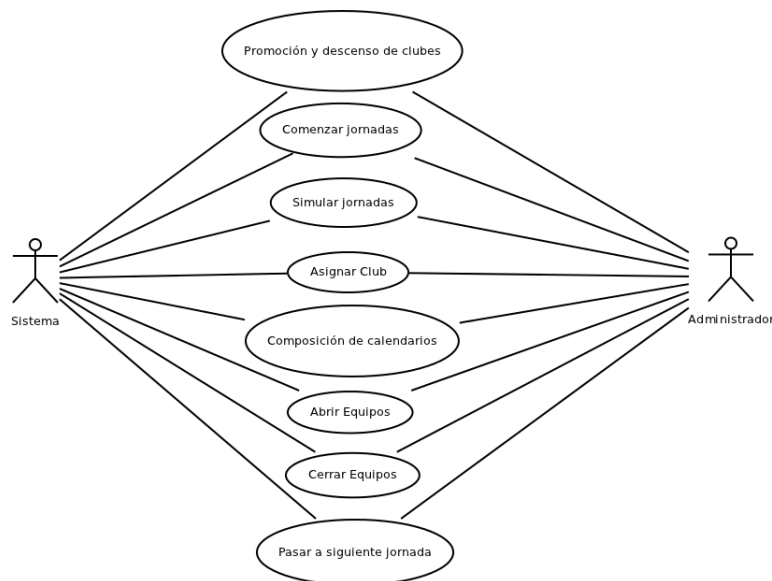 Promoción y descenso de clubes
Comenzar jornadas
Simular jornadas
Asignar Club
Sistema
Administrador
Composición de calendarios
Abrir Equipos
Cerrar Equipos
Pasar a siguiente jornada